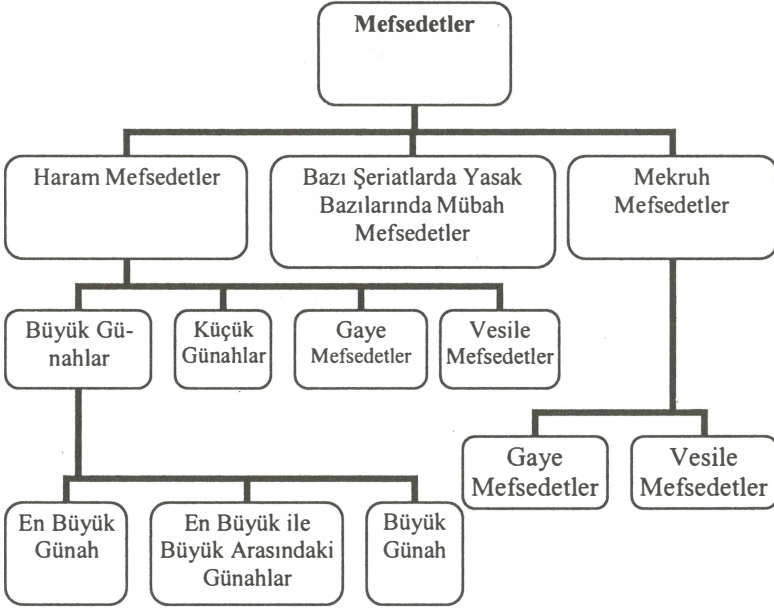 Mefsedetler
Haram Mefsedetler
Bazı Şeriatlarda Yasak
Bazılarında Mübah
Mefsedetler
Mekruh
Mefsedetler
Büyük Gü-
nahlar
Küçük
Günahlar
Gaye
Mefsedetler
Vesile
Mefsedetler
Gaye
Mefsedetler
Vesile
Mefsedetler
En Büyük
Günah
En Büyük ile
Büyük Arasındaki
Günahlar
Büyük
Günah